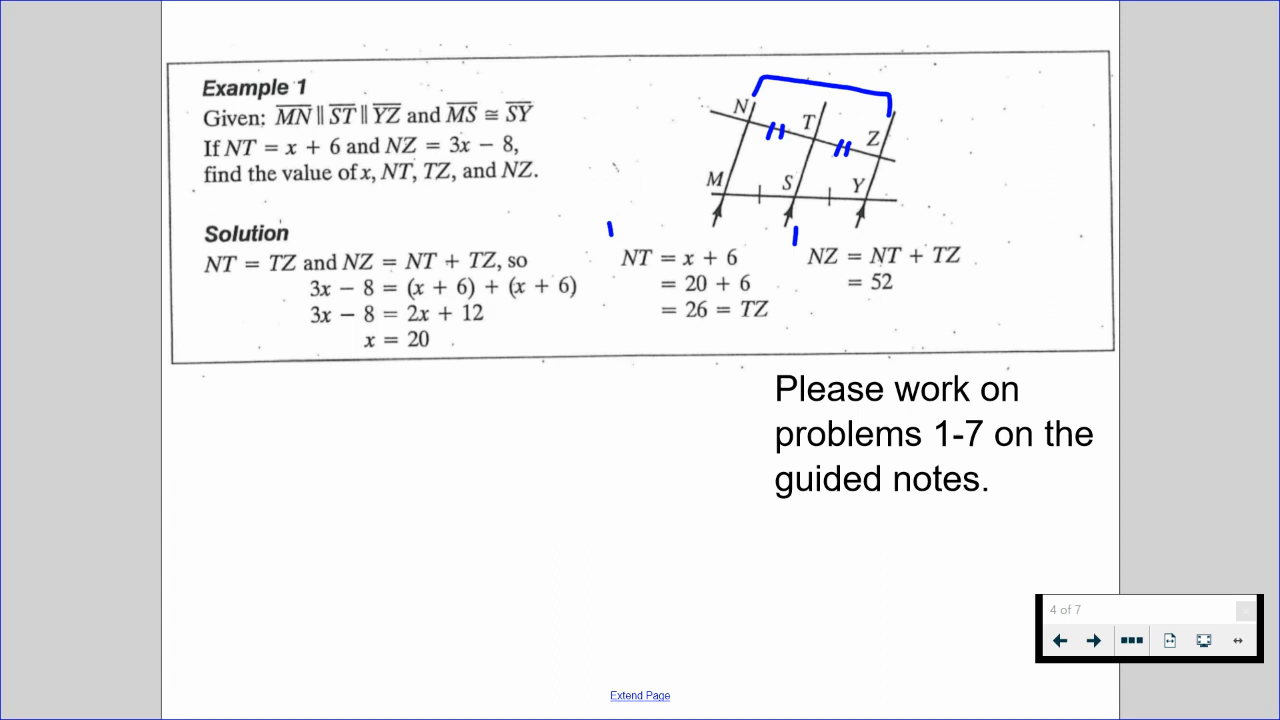 Example 1
Given: MN || ST || YZ and MS ≅ SY
If NT = x + 6 and NZ = 3x − 8,
find the value of x, NT, TZ, and NZ.
N
T
Z
M
S
Y
Solution
NT = TZ and NZ = NT + TZ, so
3x − 8 = (x + 6) + (x + 6)
3x − 8 = 2x + 12
x = 20
NT = x + 6
= 20 + 6
= 26 = TZ
NZ = NT + TZ
= 52
Please work on
problems 1-7 on the
guided notes.
4 of 7
Extend Page